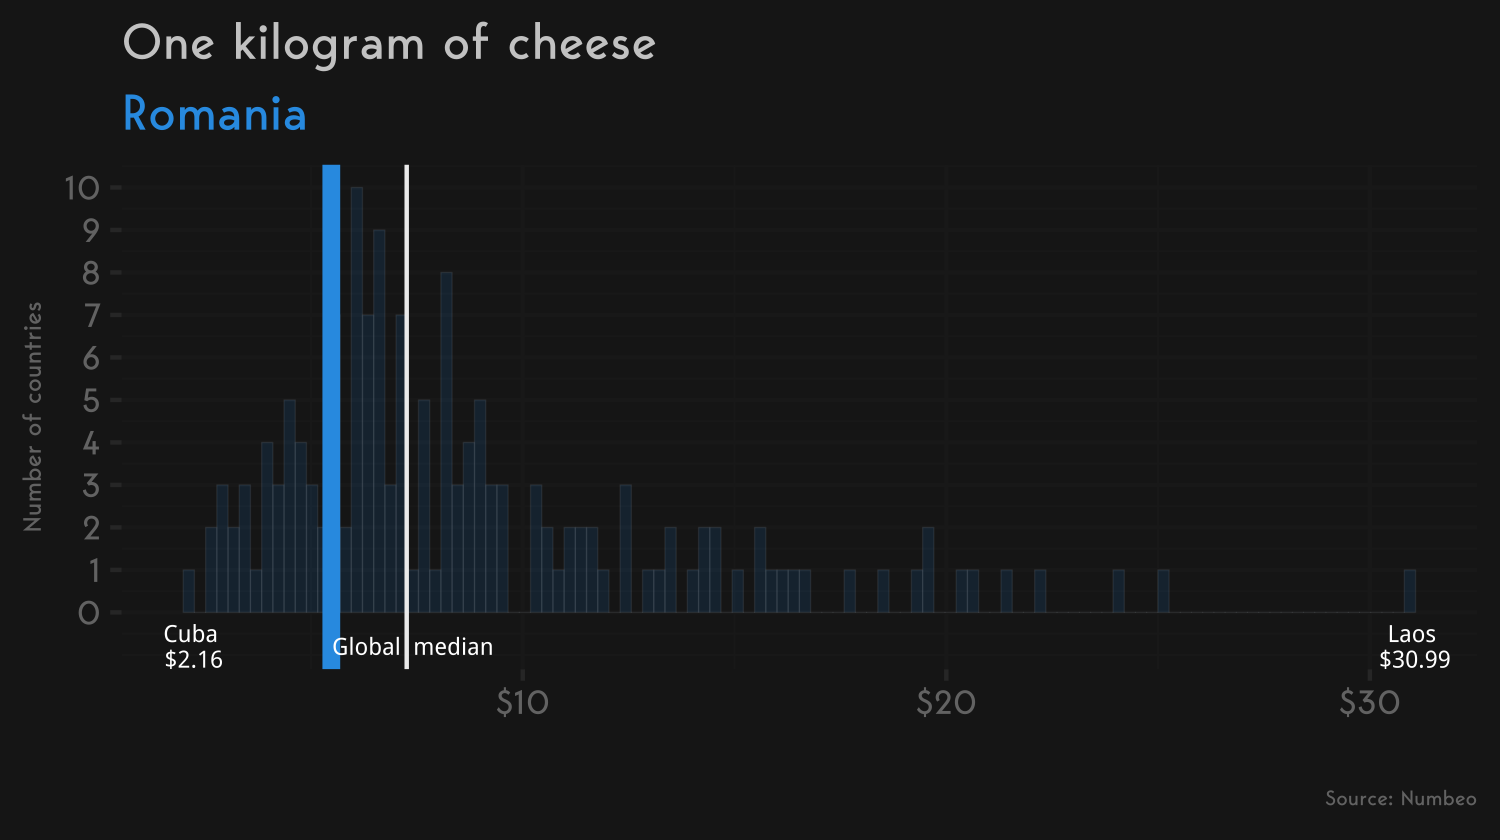 One kilogram of cheese
Romania
Number of countries
10
9
8
7
6
5
4
3
2
1
0
Cuba
$2.16
Global median
Laos
$30.99
$10
$20
$30
Source: Numbeo